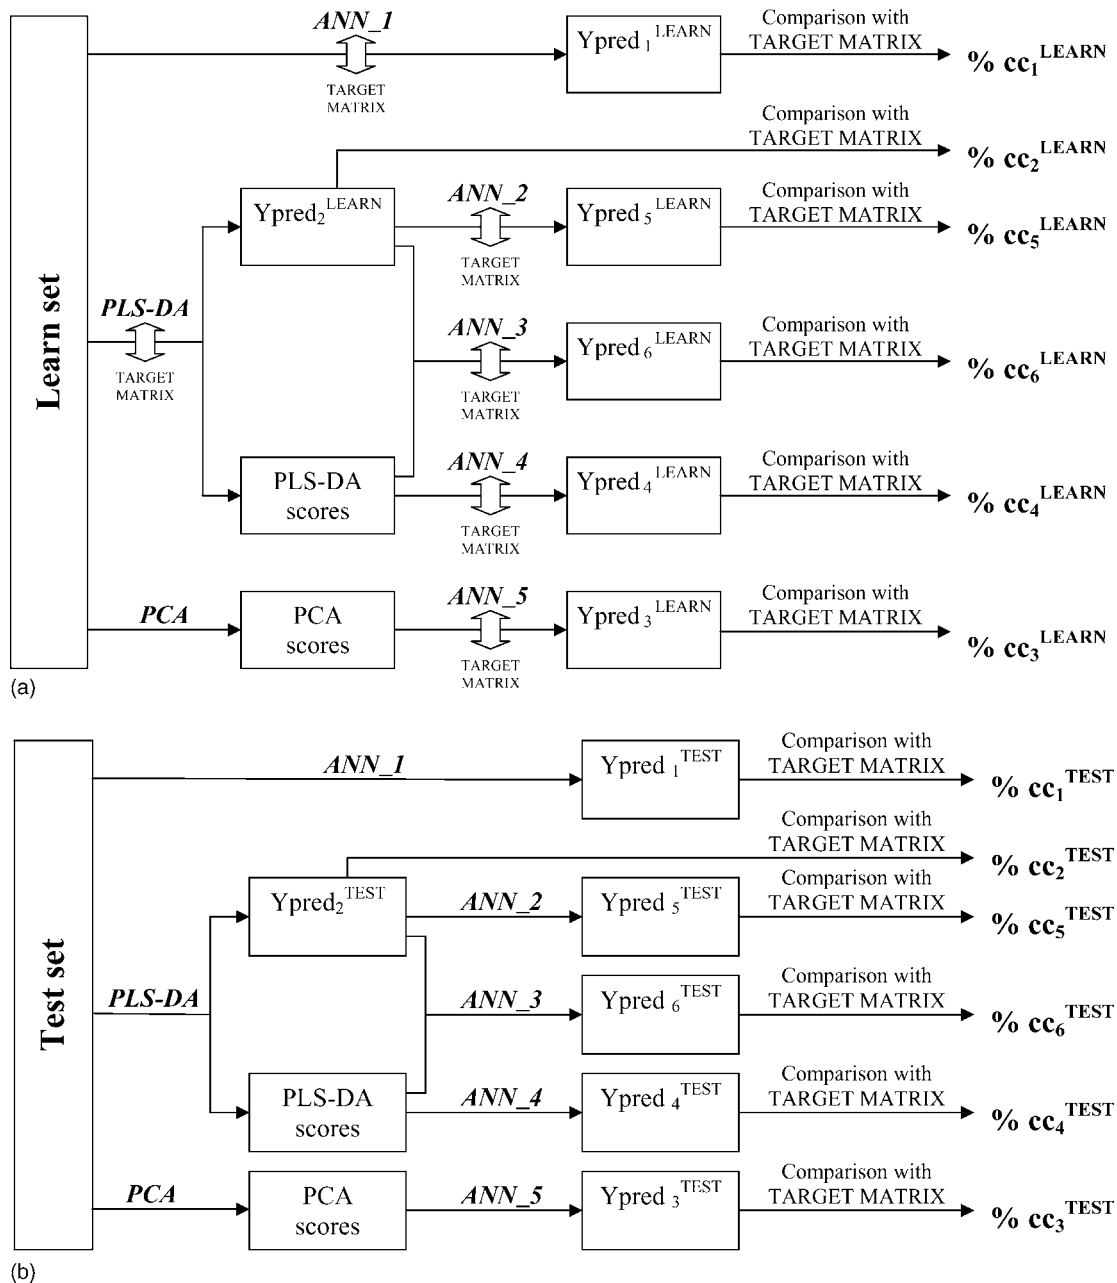 Learn set
ANN_1
TARGET
MATRIX
Ypred 1 LEARN
Comparison with
TARGET MATRIX
% cc1 LEARN
Comparison with
TARGET MATRIX
% cc2 LEARN
Ypred2 LEARN
ANN_2
TARGET
MATRIX
Ypred 5 LEARN
Comparison with
TARGET MATRIX
% cc5 LEARN
PLS-DA
TARGET
MATRIX
ANN_3
TARGET
MATRIX
Ypred 6 LEARN
Comparison with
TARGET MATRIX
% cc6 LEARN
PLS-DA
scores
ANN_4
TARGET
MATRIX
Ypred 4 LEARN
Comparison with
TARGET MATRIX
% cc4 LEARN
PCA
PCA
scores
ANN_5
TARGET
MATRIX
Ypred 3 LEARN
Comparison with
TARGET MATRIX
% cc3 LEARN
(a)
Test set
ANN_1
Ypred 1 TEST
Comparison with
TARGET MATRIX
% cc1 TEST
Comparison with
TARGET MATRIX
% cc2 TEST
Ypred2 TEST
ANN_2
Ypred 5 TEST
Comparison with
TARGET MATRIX
% cc5 TEST
PLS-DA
ANN_3
Ypred 6 TEST
Comparison with
TARGET MATRIX
% cc6 TEST
PLS-DA
scores
ANN_4
Ypred 4 TEST
Comparison with
TARGET MATRIX
% cc4 TEST
PCA
PCA
scores
ANN_5
Ypred 3 TEST
Comparison with
TARGET MATRIX
% cc3 TEST
(b)